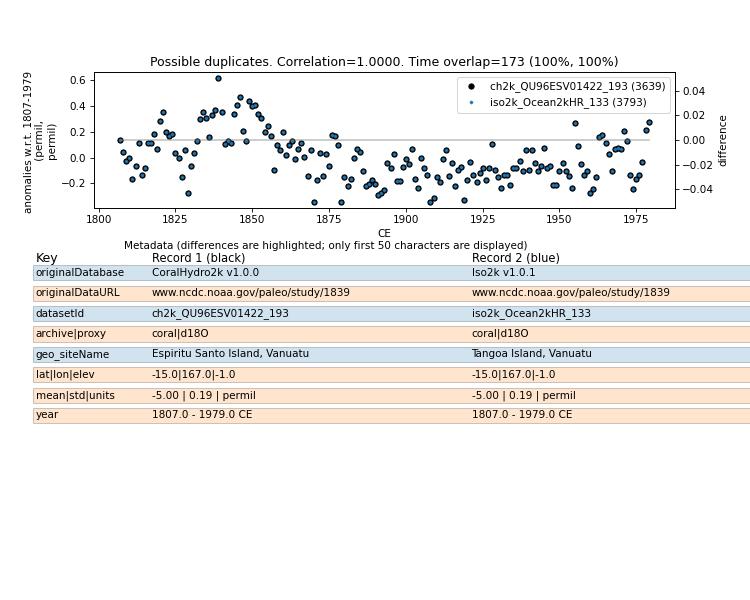 Possible duplicates. Correlation=1.0000. Time overlap=173 (100%, 100%)
anomalies w.r.t. 1807-1979
(permil,
permil)
0.6
0.4
0.2
0.0
−0.2
ch2k_QU96ESV01422_193 (3639)
iso2k_Ocean2kHR_133 (3793)
0.04
0.02
0.00
−0.02
−0.04
difference
1800 1825 1850 1875 1900 1925 1950 1975
CE
Metadata (differences are highlighted; only first 50 characters are displayed)
Key Record 1 (black) Record 2 (blue)
originalDatabase CoralHydro2k v1.0.0 Iso2k v1.0.1
originalDataURL www.ncdc.noaa.gov/paleo/study/1839 www.ncdc.noaa.gov/paleo/study/1839
datasetId ch2k_QU96ESV01422_193 iso2k_Ocean2kHR_133
archive|proxy coral|d18O coral|d18O
geo_siteName Espiritu Santo Island, Vanuatu Tangoa Island, Vanuatu
lat|lon|elev -15.0|167.0|-1.0 -15.0|167.0|-1.0
mean|std|units -5.00 | 0.19 | permil -5.00 | 0.19 | permil
year 1807.0 - 1979.0 CE 1807.0 - 1979.0 CE